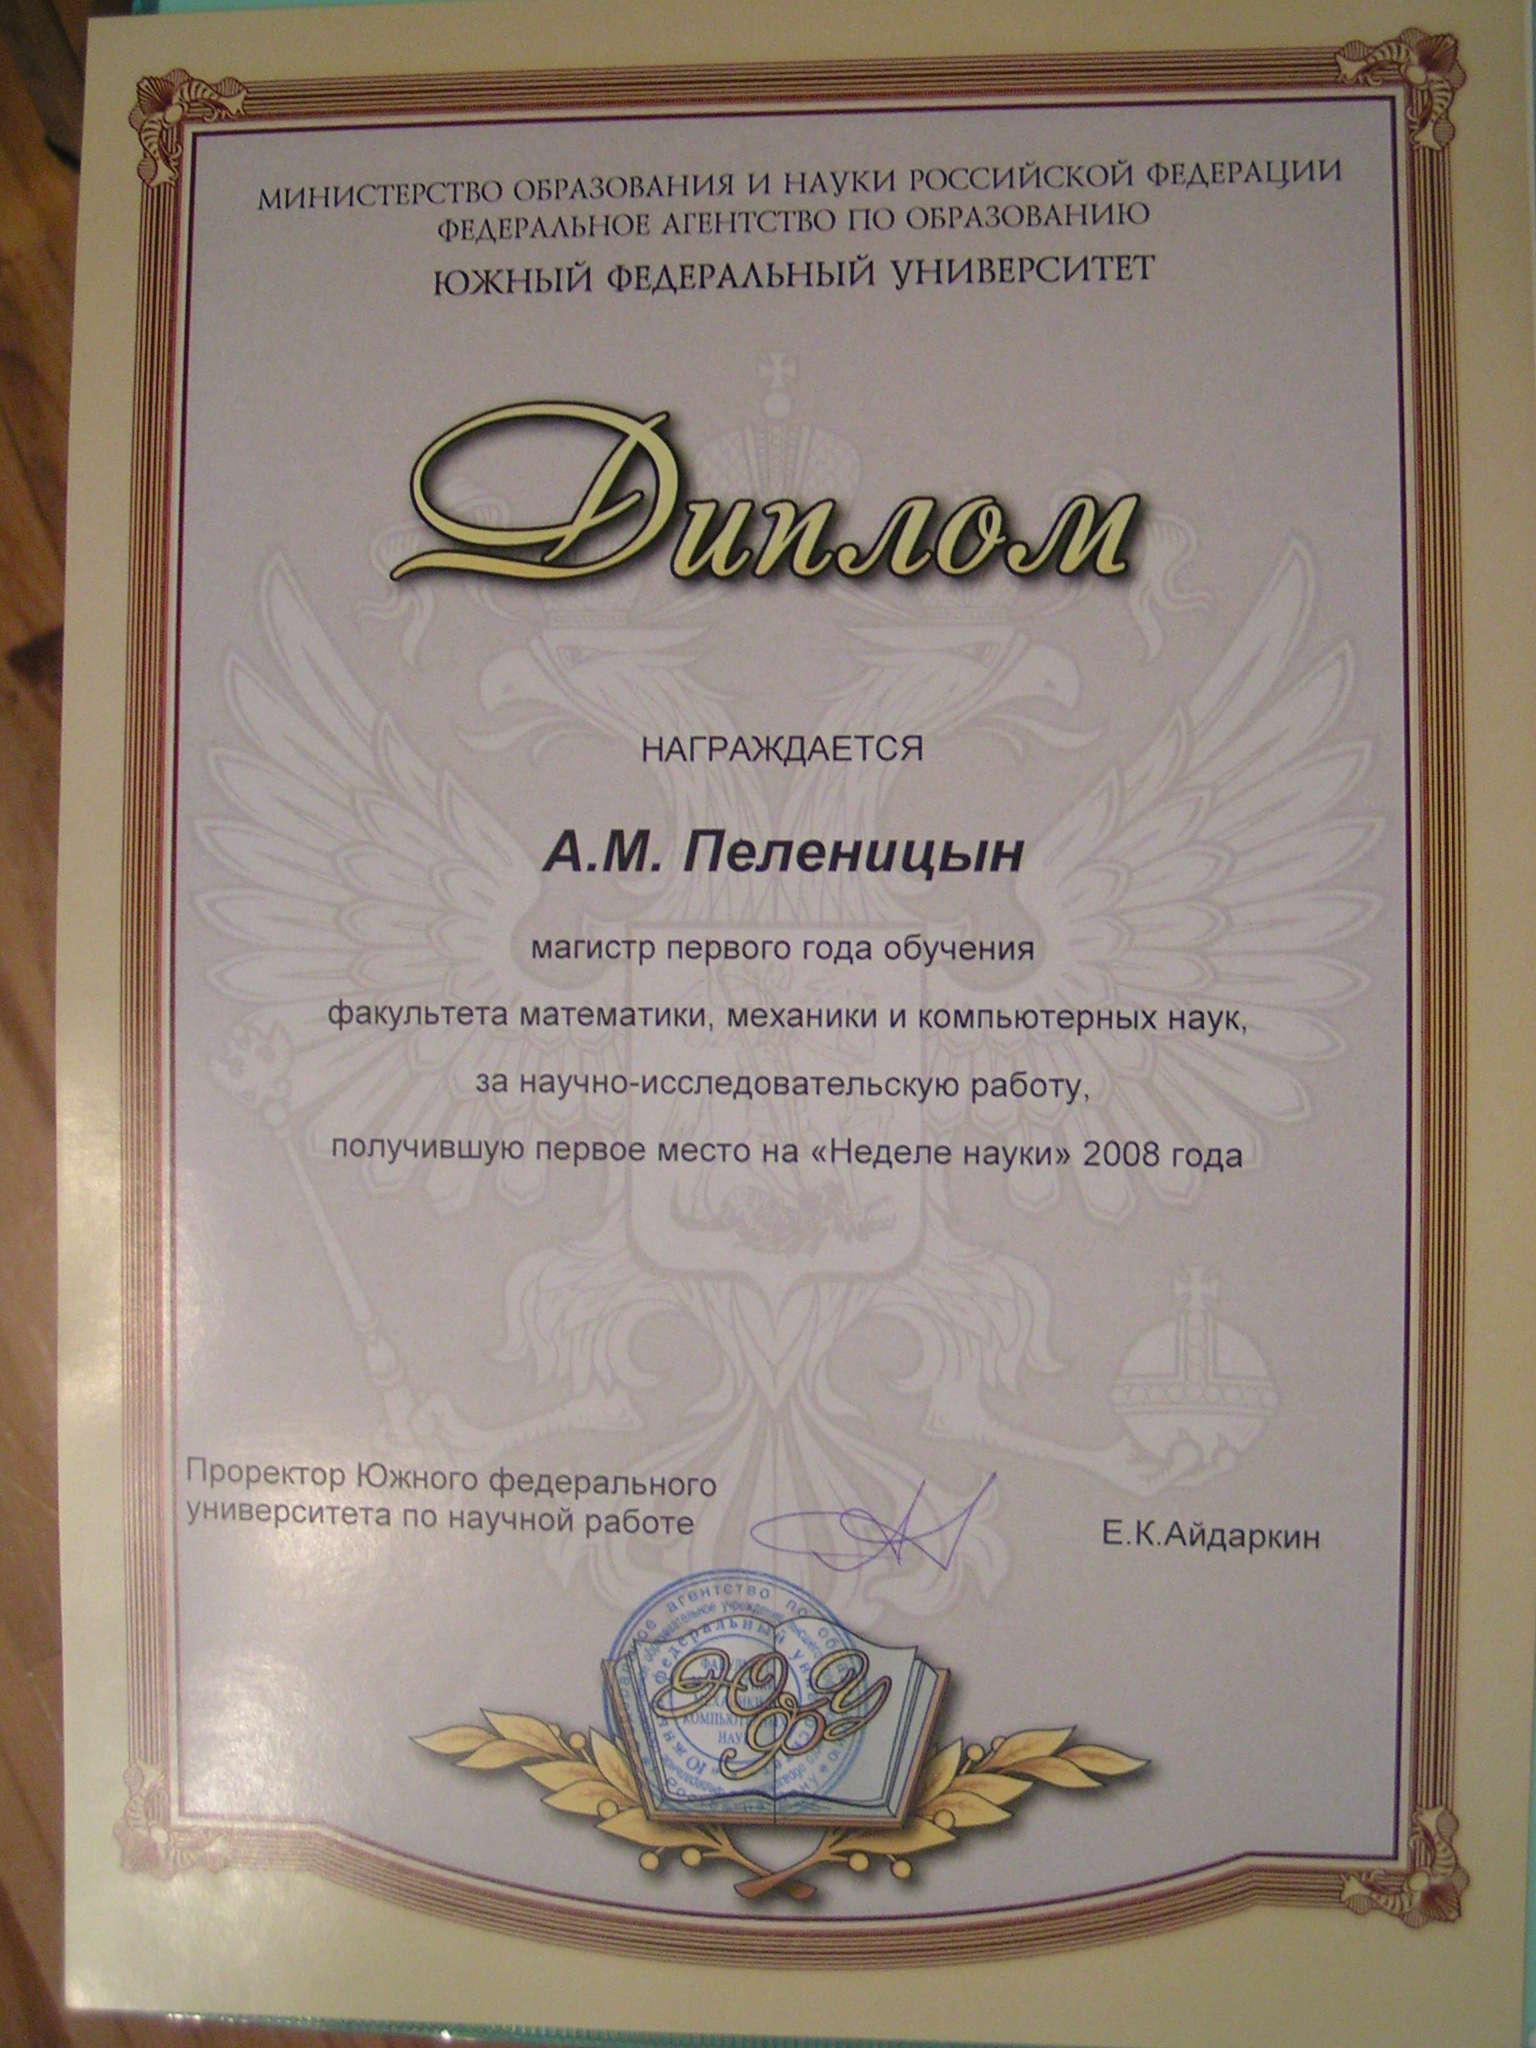 МИНИСТЕРСТВО ОБРАЗОВАНИЯ И НАУКИ РОССИЙСКОЙ ФЕДЕРАЦИИ
ФЕДЕРАЛЬНОЕ АГЕНТСТВО ПО ОБРАЗОВАНИЮ
ЮЖНЫЙ ФЕДЕРАЛЬНЫЙ УНИВЕРСИТЕТ
Диплом
НАГРАЖДАЕТСЯ
А.М. Пеленицын
магистр первого года обучения
факультета математики, механики и компьютерных наук,
за научно-исследовательскую работу,
получившую первое место на «Неделе науки» 2008 года
Проректор Южного федерального
университета по научной работе
Е.К.Айдаркин
ЮФУ